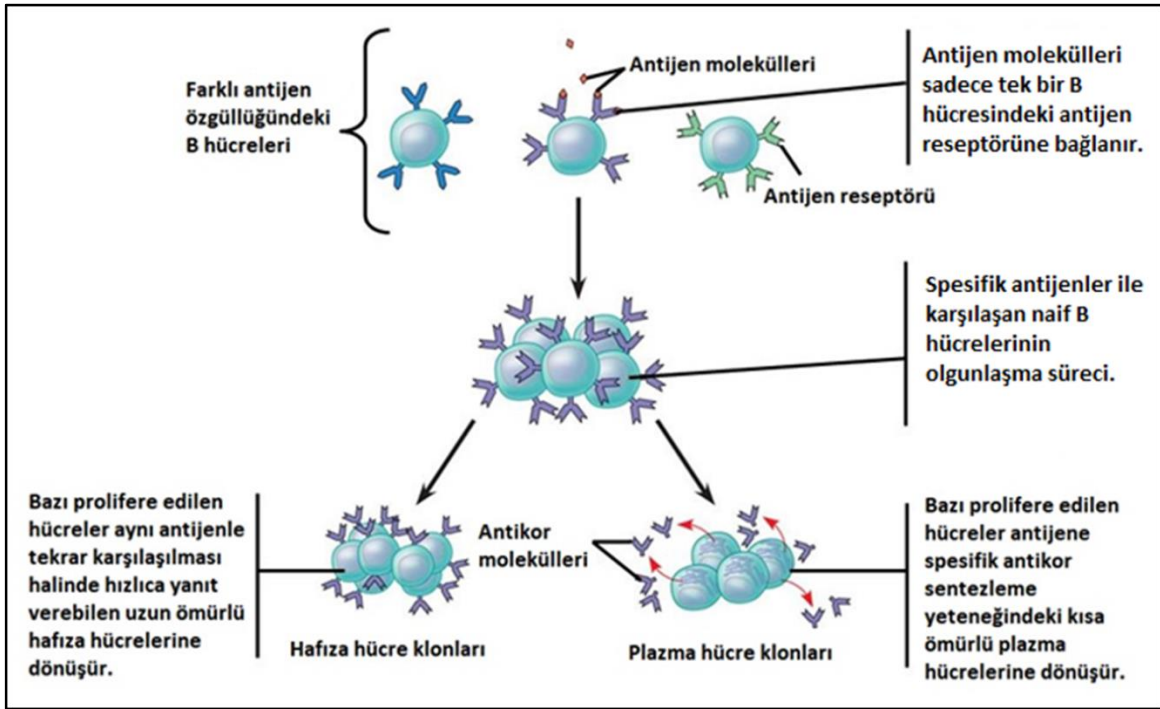 Farklı antijen
özgüllüğündeki
B hücreleri
Antijen molekülleri
Antijen molekülleri
sadece tek bir B
hücresindeki antijen
reseptörüne bağlanır.
Antijen reseptörü
Spesifik antijenler ile
karşılaşan naif B
hücrelerinin
olgunlaşma süreci.
Bazı prolifere edilen
hücreler aynı antijenle
tekrar karşılaşılması
halinde hızlıca yanıt
verebilen uzun ömürlü
hafıza hücrelerine
dönüşür.
Hafıza hücre klonları
Antikor
molekülleri
Plazma hücre klonları
Bazı prolifere edilen
hücreler antijene
spesifik antikor
sentezleme
yeteneğindeki kısa
ömürlü plazma
hücrelerine dönüşür.